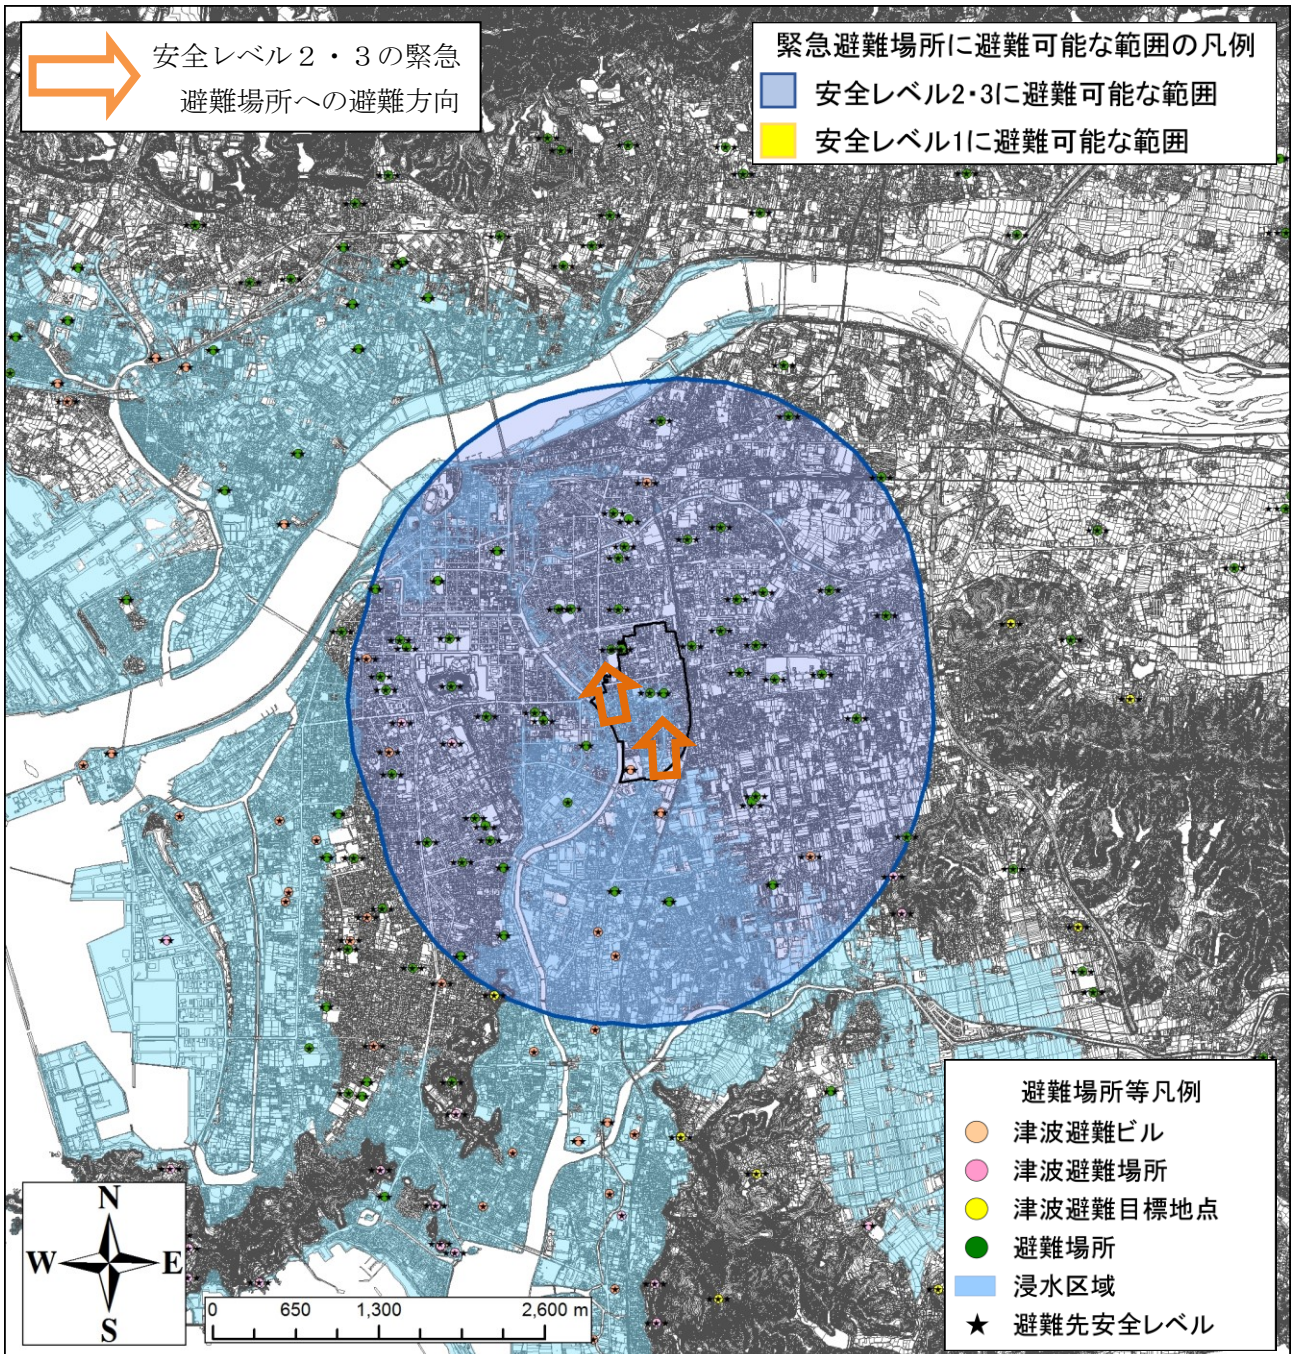 安全レベル２・３の緊急
避難場所への避難方向
緊急避難場所に避難可能な範囲の凡例
安全レベル2・3に避難可能な範囲
安全レベル1に避難可能な範囲
避難場所等凡例
津波避難ビル
津波避難場所
津波避難目標地点
避難場所
浸水区域
避難先安全レベル
N
W E
S
0 650 1,300 2,600 m